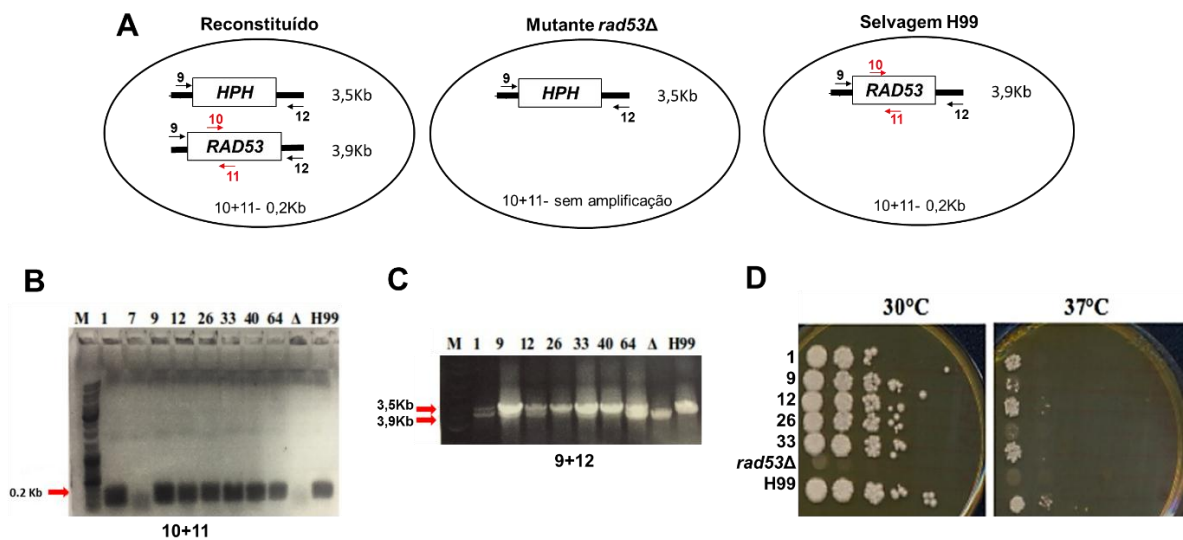 A
Reconstituído
9
HPH
3,5Kb
12
9
10
RAD53
3,9Kb
11
12
10+11- 0,2Kb
Mutante rad53Δ
9
HPH
3,5Kb
12
10+11- sem amplificação
Selvagem H99
10
9
RAD53
3,9Kb
11
12
10+11- 0,2Kb
B
M 1 7 9 12 26 33 40 64 Δ H99
0.2 Kb
10+11
C
M 1 9 12 26 33 40 64 Δ H99
3,5Kb
3,9Kb
9+12
D
30°C 37°C
1
9
12
26
33
rad53Δ
H99